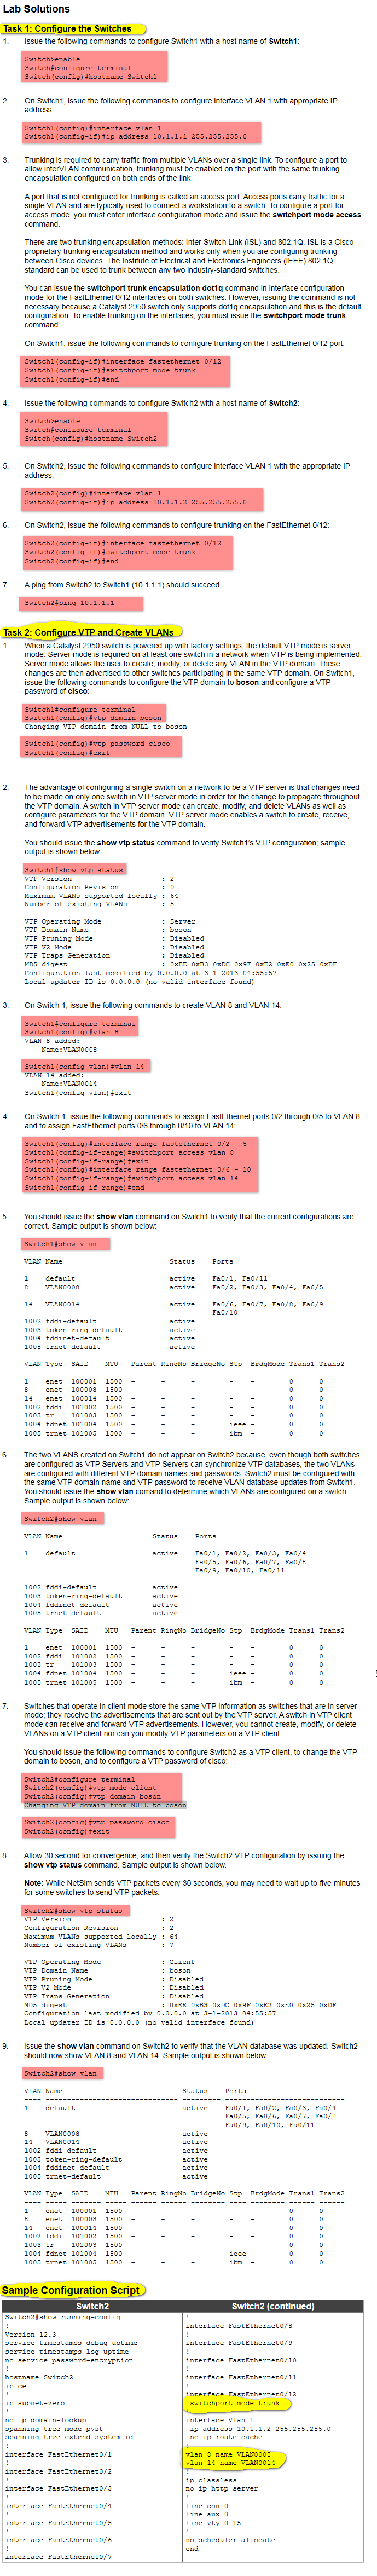 Lab Solutions
Task 1: Configure the Switches
1. Issue the following commands to configure Switch1 with a host name of Switch1:
Switch>enable
Switch#configure terminal
Switch(config)#hostname Switch1
2. On Switch1, issue the following commands to configure interface VLAN 1 with appropriate IP
address:
Switch1(config)#interface vlan 1
Switch1(config-if)#ip address 10.1.1.1 255.255.255.0
3. Trunking is required to carry traffic from multiple VLANs over a single link. To configure a port to
allow interVLAN communication, trunking must be enabled on the port with the same trunking
encapsulation configured on both ends of the link.
A port that is not configured for trunking is called an access port. Access ports carry traffic for a
single VLAN and are typically used to connect a workstation to a switch. To configure a port for
access mode, you must enter interface configuration mode and issue the switchport mode access
command.
There are two trunking encapsulation methods: Inter-Switch Link (ISL) and 802.1Q. ISL is a Cisco-
proprietary trunking encapsulation method and works only when you are configuring trunking
between Cisco devices. The Institute of Electrical and Electronics Engineers (IEEE) 802.1Q
standard can be used to trunk between any two industry-standard switches.
You can issue the switchport trunk encapsulation dot1q command in interface configuration
mode for the FastEthernet 0/12 interfaces on both switches. However, issuing the command is not
necessary because a Catalyst 2950 switch only supports dot1q encapsulation and this is the default
configuration. To enable trunking on the interfaces, you must issue the switchport mode trunk
command.
On Switch1, issue the following commands to configure trunking on the FastEthernet 0/12 port:
Switch1(config-if)#interface fastethernet 0/12
Switch1(config-if)#switchport mode trunk
Switch1(config-if)#end
4. Issue the following commands to configure Switch2 with a host name of Switch2:
Switch>enable
Switch#configure terminal
Switch(config)#hostname Switch2
5. On Switch2, issue the following commands to configure interface VLAN 1 with the appropriate IP
address:
Switch2(config)#interface vlan 1
Switch2(config-if)#ip address 10.1.1.2 255.255.255.0
6. On Switch2, issue the following commands to configure trunking on the FastEthernet 0/12:
Switch2(config-if)#interface fastethernet 0/12
Switch2(config-if)#switchport mode trunk
Switch2(config-if)#end
7. A ping from Switch2 to Switch1 (10.1.1.1) should succeed.
Switch2#ping 10.1.1.1
Task 2: Configure VTP and Create VLANs
1. When a Catalyst 2950 switch is powered up with factory settings, the default VTP mode is server
mode. Server mode is required on at least one switch in a network when VTP is being implemented.
Server mode allows the user to create, modify, or delete any VLAN in the VTP domain. These
changes are then advertised to other switches participating in the same VTP domain. On Switch1,
issue the following commands to configure the VTP domain to boson and configure a VTP
password of cisco:
Switch1#configure terminal
Switch1(config)#vtp domain boson
Changing VTP domain from NULL to boson
Switch1(config)#vtp password cisco
Switch1(config)#exit
2. The advantage of configuring a single switch on a network to be a VTP server is that changes need
to be made on only one switch in VTP server mode in order for the change to propagate throughout
the VTP domain. A switch in VTP server mode can create, modify, and delete VLANs as well as
configure parameters for the VTP domain. VTP server mode enables a switch to create, receive,
and forward VTP advertisements for the VTP domain.
You should issue the show vtp status command to verify Switch1's VTP configuration; sample
output is shown below:
Switch1#show vtp status
VTP Version : 2
Configuration Revision : 0
Maximum VLANs supported locally : 64
Number of existing VLANs : 5
VTP Operating Mode : Server
VTP Domain Name : boson
VTP Pruning Mode : Disabled
VTP V2 Mode : Disabled
VTP Traps Generation : Disabled
MD5 digest : 0xEE 0xB3 0xDC 0x9F 0xE2 0xE0 0x25 0xDF
Configuration last modified by 0.0.0.0 at 3-1-2013 04:55:57
Local updater ID is 0.0.0.0 (no valid interface found)
3. On Switch 1, issue the following commands to create VLAN 8 and VLAN 14:
Switch1#configure terminal
Switch1(config)#vlan 8
VLAN 8 added:
Name:VLAN0008
Switch1(config-vlan)#vlan 14
VLAN 14 added:
Name:VLAN0014
Switch1(config-vlan)#exit
4. On Switch 1, issue the following commands to assign FastEthernet ports 0/2 through 0/5 to VLAN 8
and to assign FastEthernet ports 0/6 through 0/10 to VLAN 14:
Switch1(config)#interface range fastethernet 0/2 - 5
Switch1(config-if-range)#switchport access vlan 8
Switch1(config-if-range)#exit
Switch1(config)#interface range fastethernet 0/6 - 10
Switch1(config-if-range)#switchport access vlan 14
Switch1(config-if-range)#end
5. You should issue the show vlan command on Switch1 to verify that the current configurations are
correct. Sample output is shown below:
Switch1#show vlan
VLAN Name Status Ports
---- -------------------------------- --------- -------------------------------
1 default active Fa0/1, Fa0/11
8 VLAN0008 active Fa0/2, Fa0/3, Fa0/4, Fa0/5
14 VLAN0014 active Fa0/6, Fa0/7, Fa0/8, Fa0/9
Fa0/10
1002 fddi-default active
1003 token-ring-default active
1004 fddinet-default active
1005 trnet-default active
VLAN Type SAID MTU Parent RingNo BridgeNo Stp BrdgMode Trans1 Trans2
---- ----- ------ ----- ------ ------ -------- ---- -------- ------ ------
1 enet 100001 1500 - - - - - 0 0
8 enet 100008 1500 - - - - - 0 0
14 enet 100014 1500 - - - - - 0 0
1002 fddi 101002 1500 - - - - - 0 0
1003 tr 101003 1500 - - - - - 0 0
1004 fdnet 101004 1500 - - - ieee - 0 0
1005 trnet 101005 1500 - - - ibm - 0 0
6. The two VLANS created on Switch1 do not appear on Switch2 because, even though both switches
are configured as VTP Servers and VTP Servers can synchronize VTP databases, the two VLANs
are configured with different VTP domain names and passwords. Switch2 must be configured with
the same VTP domain name and VTP password to receive VLAN database updates from Switch1.
You should issue the show vlan comand to determine which VLANs are configured on a switch.
Sample output is shown below:
Switch2#show vlan
VLAN Name Status Ports
---- -------------------------------- --------- -----------------------------
1 default active Fa0/1, Fa0/2, Fa0/3, Fa0/4
Fa0/5, Fa0/6, Fa0/7, Fa0/8
Fa0/9, Fa0/10, Fa0/11
1002 fddi-default active
1003 token-ring-default active
1004 fddinet-default active
1005 trnet-default active
VLAN Type SAID MTU Parent RingNo BridgeNo Stp BrdgMode Trans1 Trans2
---- ----- ------ ----- ------ ------ -------- ---- -------- ------ ------
1 enet 100001 1500 - - - - - 0 0
1002 fddi 101002 1500 - - - - - 0 0
1003 tr 101003 1500 - - - - - 0 0
1004 fdnet 101004 1500 - - - ieee - 0 0
1005 trnet 101005 1500 - - - ibm - 0 0
7. Switches that operate in client mode store the same VTP information as switches that are in server
mode; they receive the advertisements that are sent out by the VTP server. A switch in VTP client
mode can receive and forward VTP advertisements. However, you cannot create, modify, or delete
VLANs on a VTP client nor can you modify VTP parameters on a VTP client.
You should issue the following commands to configure Switch2 as a VTP client, to change the VTP
domain to boson, and to configure a VTP password of cisco:
Switch2#configure terminal
Switch2(config)#vtp mode client
Switch2(config)#vtp domain boson
Changing VTP domain from NULL to boson
Switch2(config)#vtp password cisco
Switch2(config)#exit
8. Allow 30 second for convergence, and then verify the Switch2 VTP configuration by issuing the
show vtp status command. Sample output is shown below.
Note: While NetSim sends VTP packets every 30 seconds, you may need to wait up to five minutes
for some switches to send VTP packets.
Switch2#show vtp status
VTP Version : 2
Configuration Revision : 2
Maximum VLANs supported locally : 64
Number of existing VLANs : 7
VTP Operating Mode : Client
VTP Domain Name : boson
VTP Pruning Mode : Disabled
VTP V2 Mode : Disabled
VTP Traps Generation : Disabled
MD5 digest : 0xEE 0xB3 0xDC 0x9F 0xE2 0xE0 0x25 0xDF
Configuration last modified by 0.0.0.0 at 3-1-2013 04:55:57
Local updater ID is 0.0.0.0 (no valid interface found)
9. Issue the show vlan command on Switch2 to verify that the VLAN database was updated. Switch2
should now show VLAN 8 and VLAN 14. Sample output is shown below:
Switch2#show vlan
VLAN Name Status Ports
---- -------------------------------- --------- -----------------------------
1 default active Fa0/1, Fa0/2, Fa0/3, Fa0/4
Fa0/5, Fa0/6, Fa0/7, Fa0/8
Fa0/9, Fa0/10, Fa0/11
8 VLAN0008 active
14 VLAN0014 active
1002 fddi-default active
1003 token-ring-default active
1004 fddinet-default active
1005 trnet-default active
VLAN Type SAID MTU Parent RingNo BridgeNo Stp BrdgMode Trans1 Trans2
---- ----- ------ ----- ------ ------ -------- ---- -------- ------ ------
1 enet 100001 1500 - - - - - 0 0
8 enet 100008 1500 - - - - - 0 0
14 enet 100014 1500 - - - - - 0 0
1002 fddi 101002 1500 - - - - - 0 0
1003 tr 101003 1500 - - - - - 0 0
1004 fdnet 101004 1500 - - - ieee - 0 0
1005 trnet 101005 1500 - - - ibm - 0 0
Sample Configuration Script
Switch2
Switch2#show running-config
!
Version 12.3
service timestamps debug uptime
service timestamps log uptime
no service password-encryption
!
hostname Switch2
ip cef
!
ip subnet-zero
!
no ip domain-lookup
spanning-tree mode pvst
spanning-tree extend system-id
!
interface FastEthernet0/1
!
interface FastEthernet0/2
!
interface FastEthernet0/3
!
interface FastEthernet0/4
!
interface FastEthernet0/5
!
interface FastEthernet0/6
!
interface FastEthernet0/7
Switch2 (continued)
!
interface FastEthernet0/8
!
interface FastEthernet0/9
!
interface FastEthernet0/10
!
interface FastEthernet0/11
!
interface FastEthernet0/12
switchport mode trunk
!
interface Vlan 1
ip address 10.1.1.2 255.255.255.0
no ip route-cache
!
vlan 8 name VLAN0008
vlan 14 name VLAN0014
!
ip classless
no ip http server
!
line con 0
line aux 0
line vty 0 15
!
no scheduler allocate
end